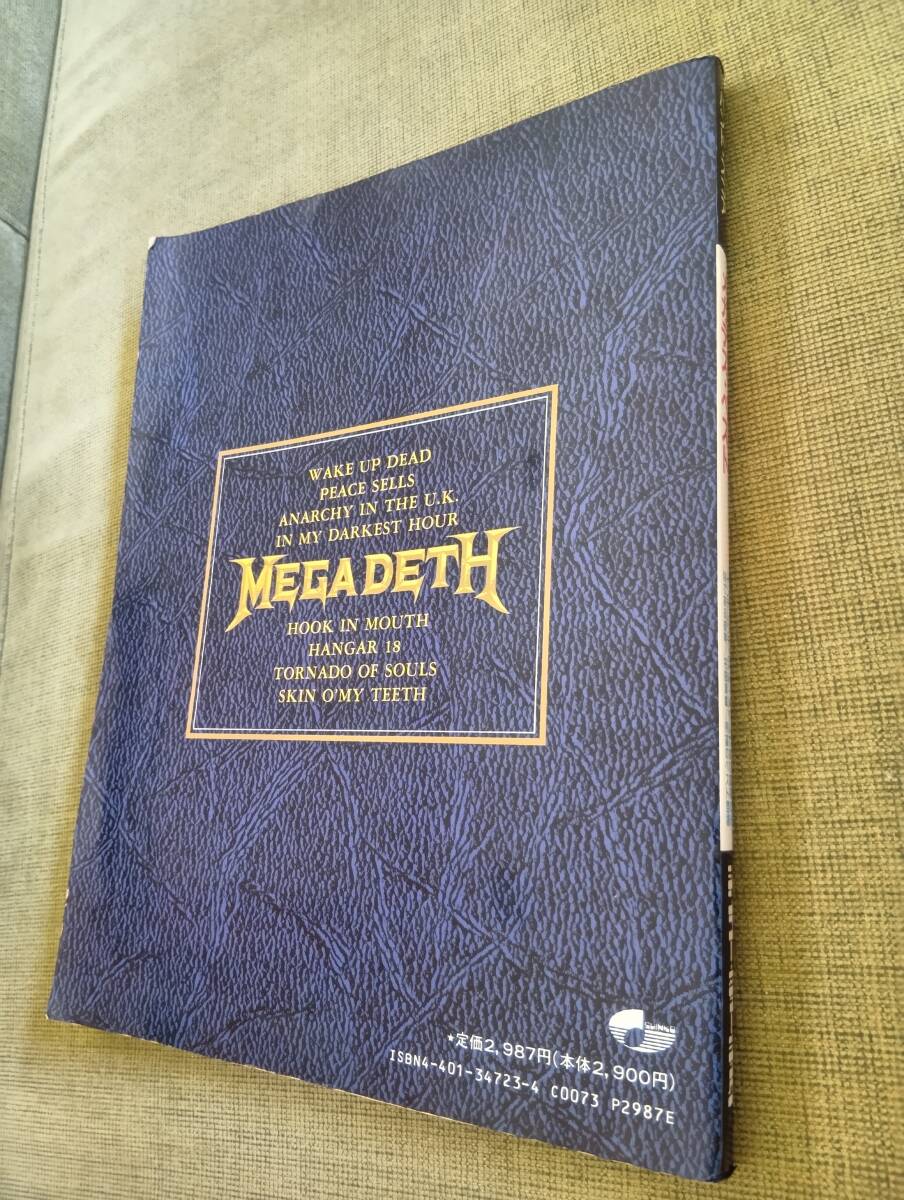 WAKE UP DEAD
PEACE SELLS
ANARCHY IN THE U.K.
IN MY DARKEST HOUR
MEGADETH
HOOK IN MOUTH
HANGAR 18
TORNADO OF SOULS
SKIN O'MY TEETH
SHINKO
★定価2,987円(本体2,900円)
ISBN4-401-34723-4 C0073 P2987E